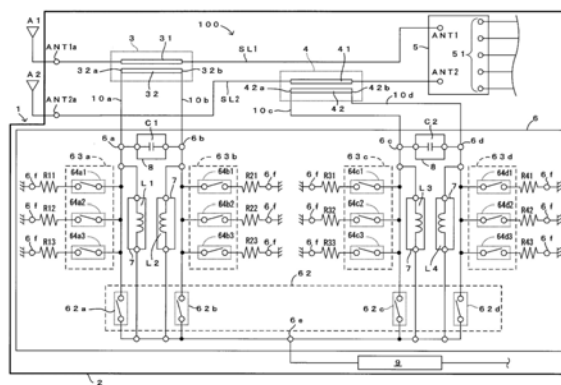 100
A1
ANT1a
3
31
SL1
ANT1
51
5
32a
32b
32
4
41
A2
ANT2a
10a
10b
SL2
42a
42b
42
10d
ANT2
10c
1
6
6a
C1
6b
8
6c
C2
6d
8
63a
63b
63c
63d
6f
R11
64a1
L1
7
64b1
R21
6f
6f
R31
64c1
L3
7
64d1
R41
6f
6f
R12
64a2
64b2
R22
6f
6f
R32
64c2
64d2
R42
6f
6f
R13
64a3
7
L2
64b3
R23
6f
6f
R33
64c3
7
L4
64d3
R43
6f
62
62a
62b
62c
62d
6e
9
2